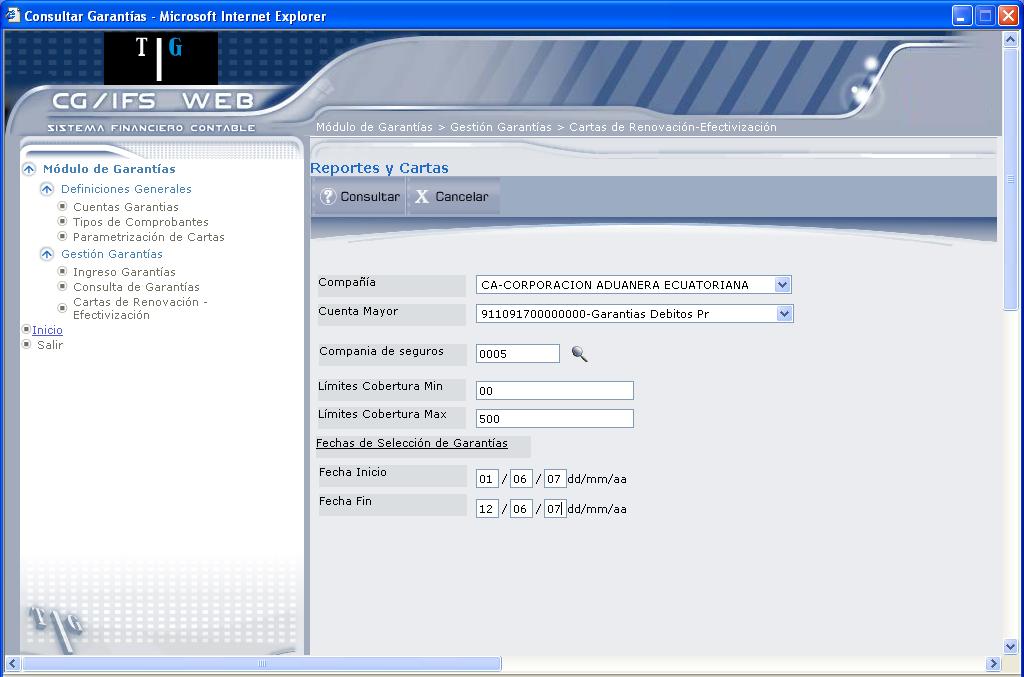 Consultar Garantías - Microsoft Internet Explorer
T G
CG/IFS WEB
SISTEMA FINANCIERO CONTABLE
Módulo de Garantías > Gestión Garantías > Cartas de Renovación-Efectivización
Módulo de Garantías
Definiciones Generales
Cuentas Garantias
Tipos de Comprobantes
Parametrización de Cartas
Gestión Garantías
Ingreso Garantías
Consulta de Garantías
Cartas de Renovación -
Efectivización
Inicio
Salir
T G
Reportes y Cartas
? Consultar X Cancelar
Compañía CA-CORPORACION ADUANERA ECUATORIANA
Cuenta Mayor 911091700000000-Garantias Debitos Pr
Compania de seguros 0005
Límites Cobertura Min 00
Límites Cobertura Max 500
Fechas de Selección de Garantías
Fecha Inicio 01 / 06 / 07 dd/mm/aa
Fecha Fin 12 / 06 / 07 dd/mm/aa